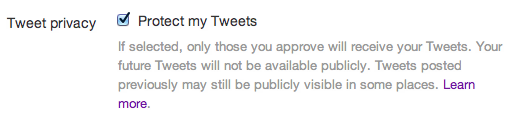 Tweet privacy Protect my Tweets
If selected, only those you approve will receive your Tweets. Your
future Tweets will not be available publicly. Tweets posted
previously may still be publicly visible in some places. Learn
more.